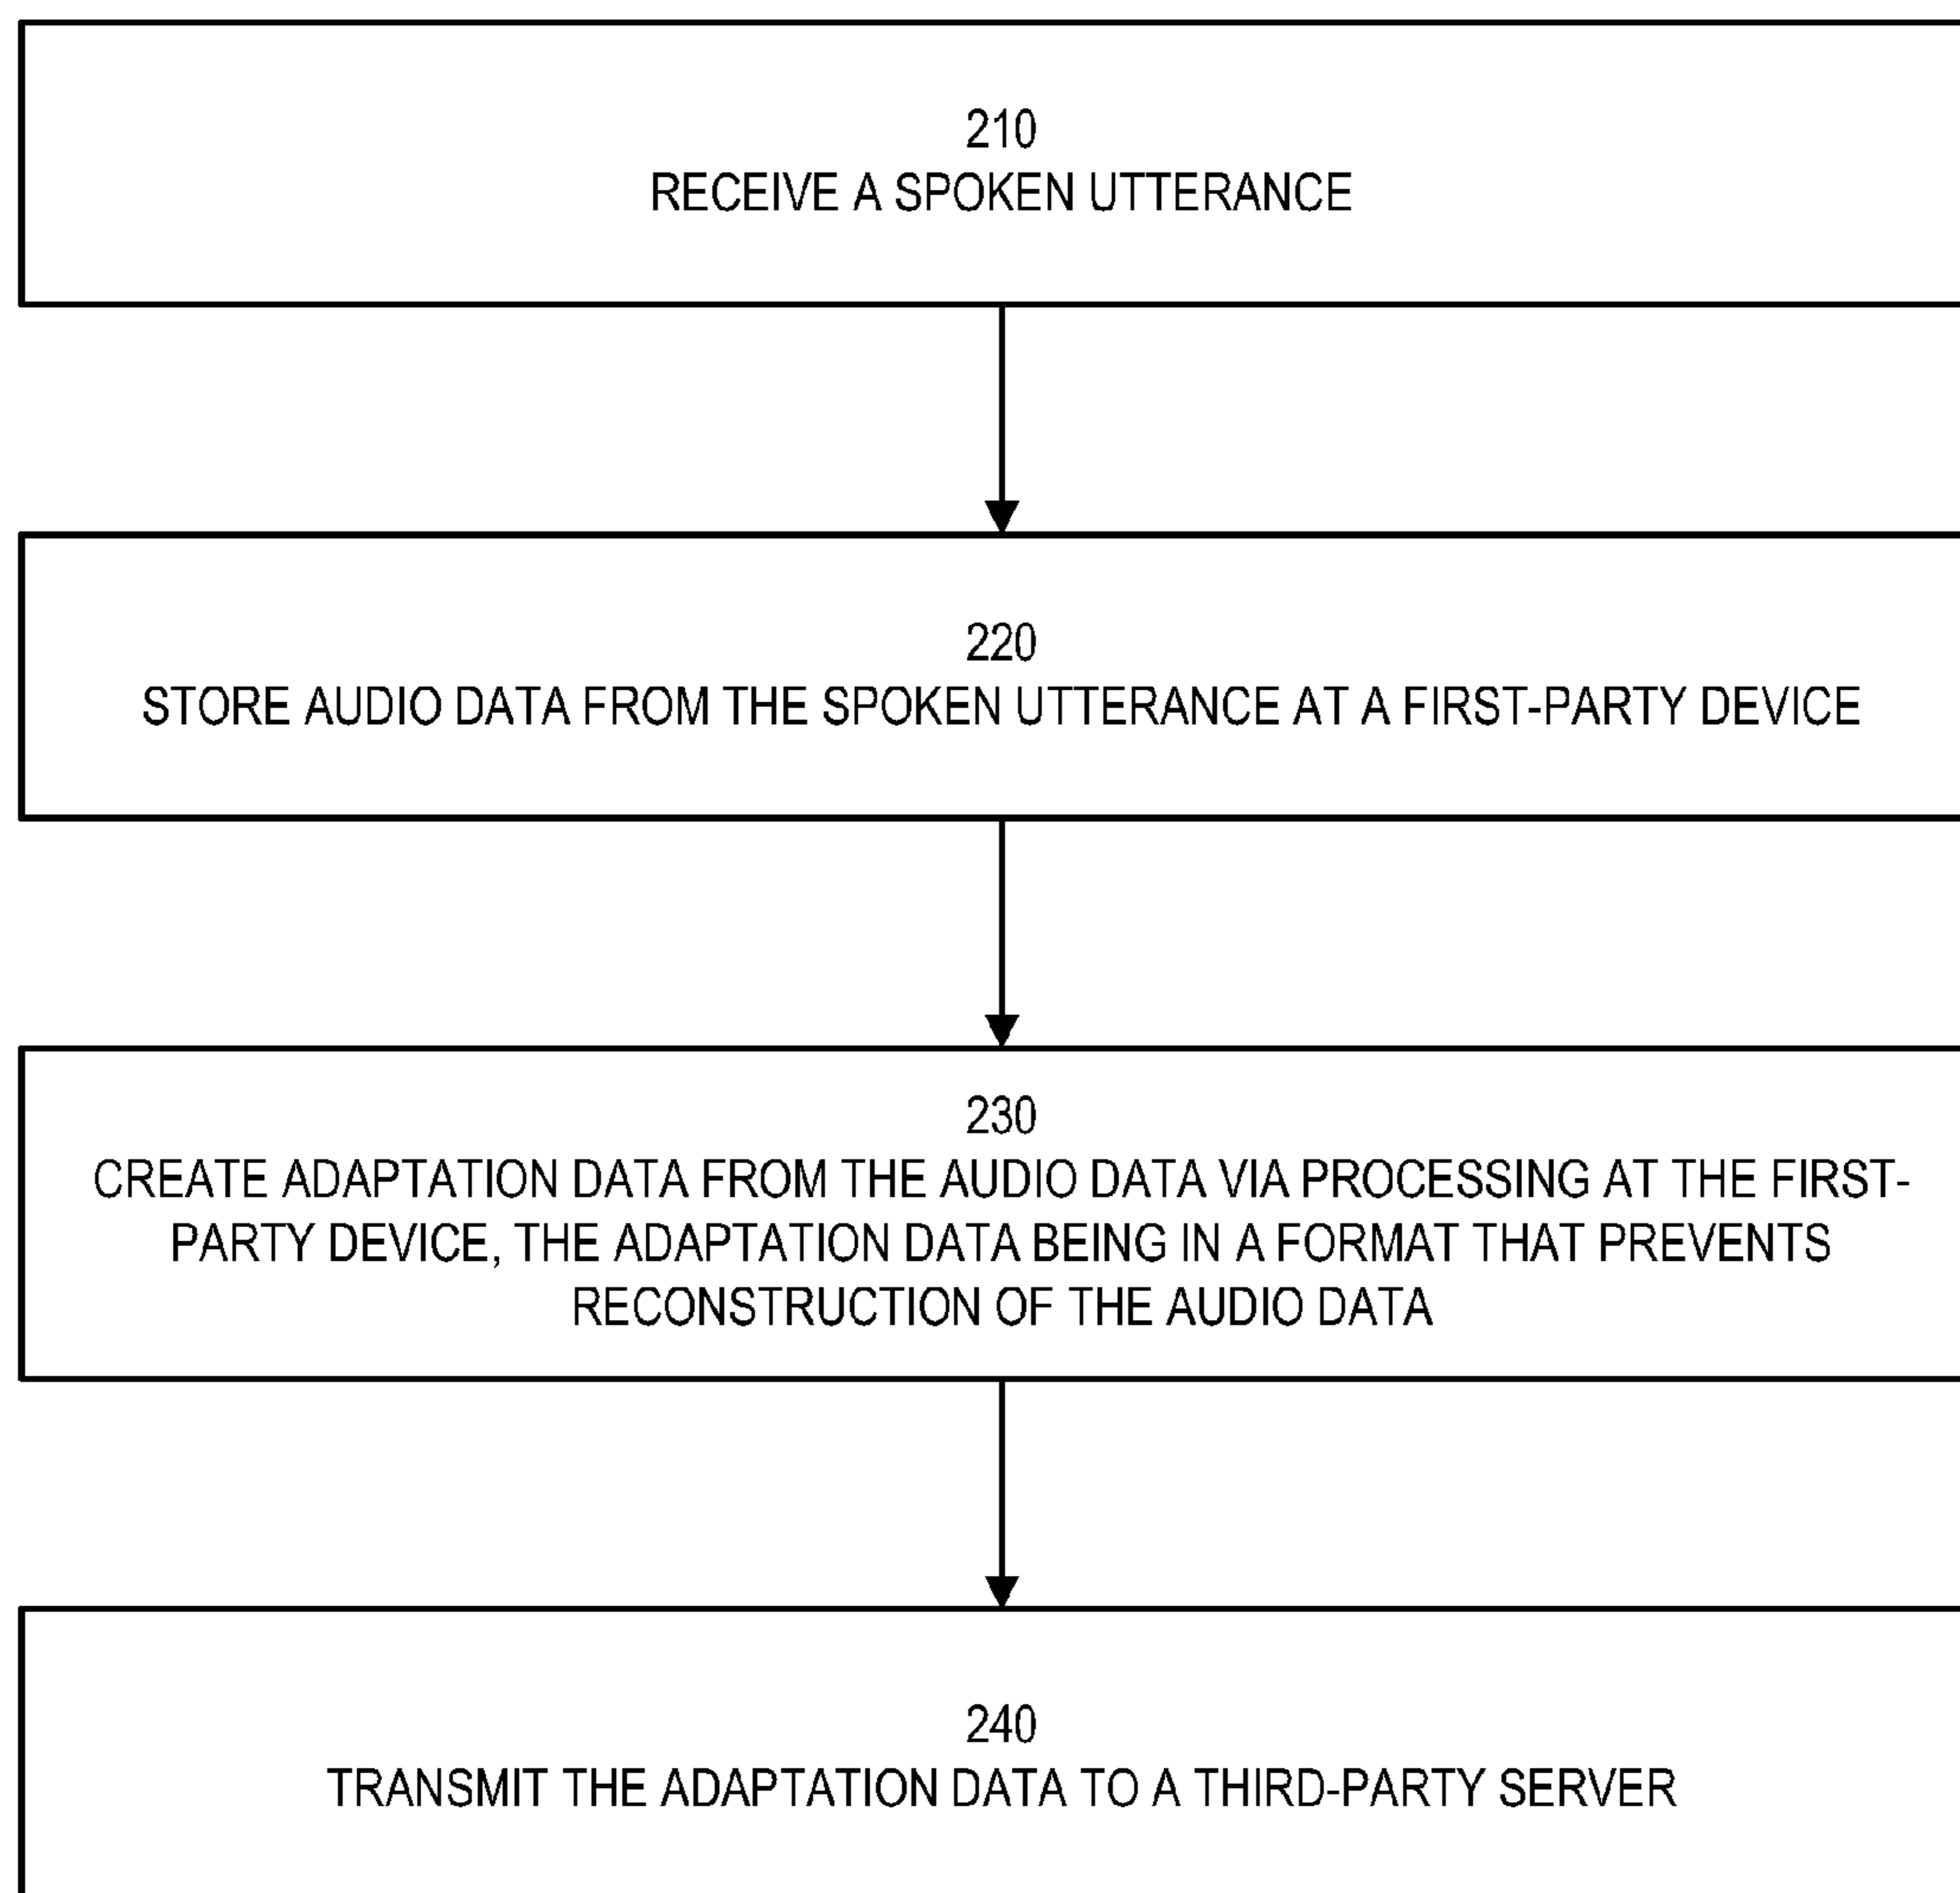 210
RECEIVE A SPOKEN UTTERANCE
220
STORE AUDIO DATA FROM THE SPOKEN UTTERANCE AT A FIRST-PARTY DEVICE
230
CREATE ADAPTATION DATA FROM THE AUDIO DATA VIA PROCESSING AT THE FIRST-
PARTY DEVICE, THE ADAPTATION DATA BEING IN A FORMAT THAT PREVENTS
RECONSTRUCTION OF THE AUDIO DATA
240
TRANSMIT THE ADAPTATION DATA TO A THIRD-PARTY SERVER